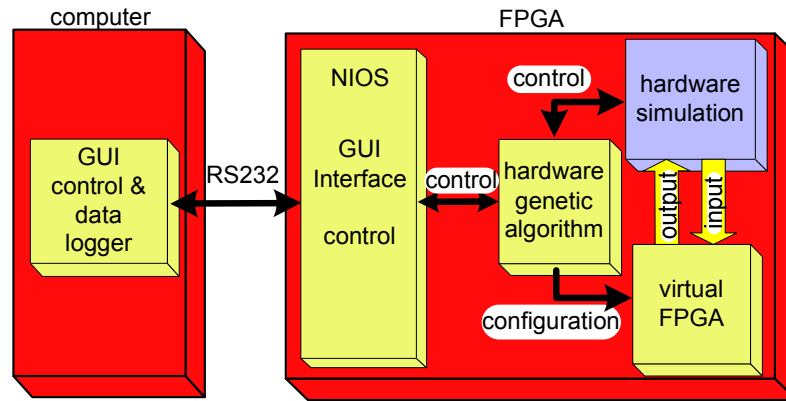 computer
FPGA
GUI
control &
data
logger
RS232
NIOS
GUI
Interface
control
control
hardware
genetic
algorithm
control
hardware
simulation
output
input
configuration
virtual
FPGA